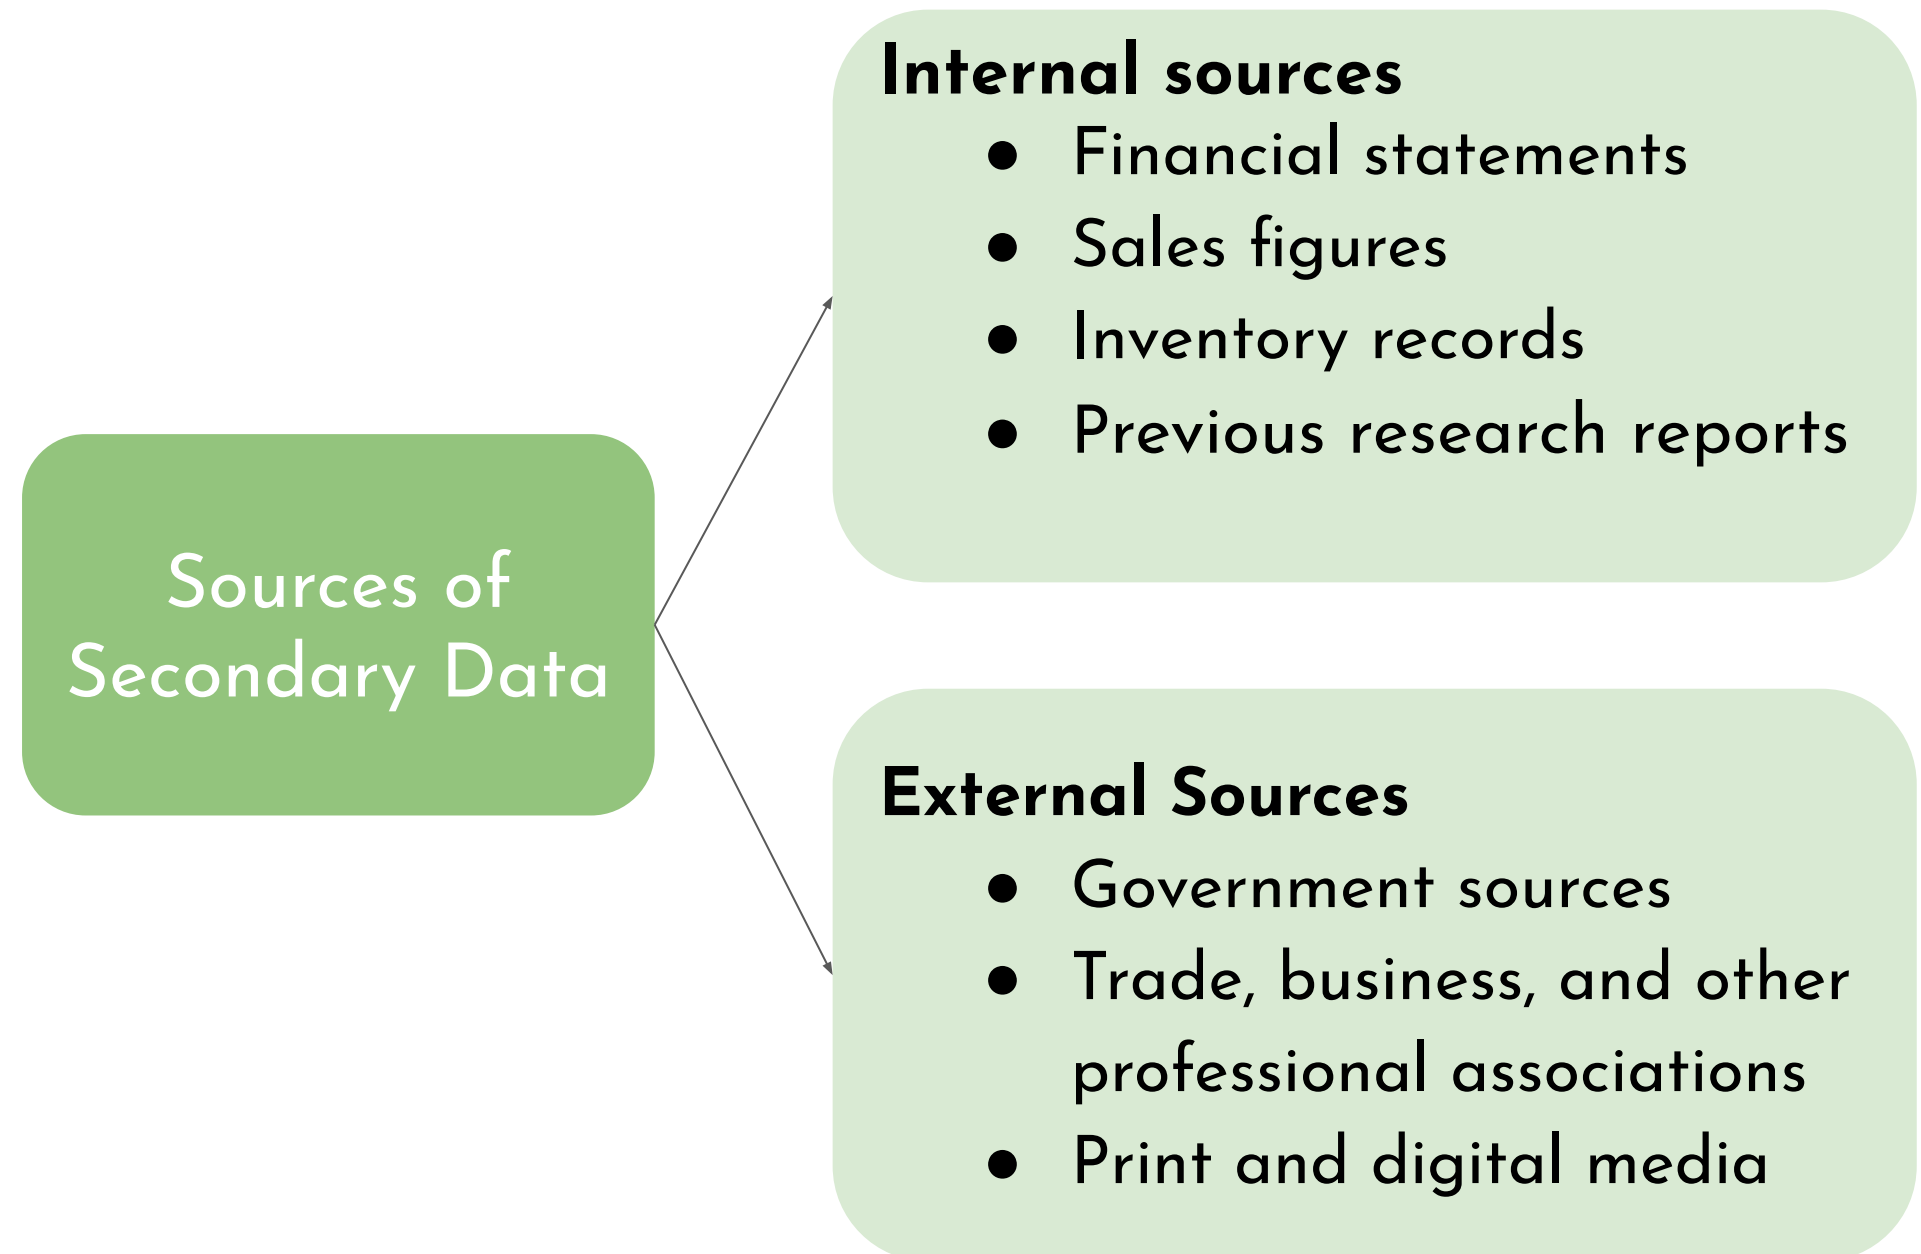 Sources of
Secondary Data
Internal sources
● Financial statements
● Sales figures
● Inventory records
● Previous research reports
External Sources
● Government sources
● Trade, business, and other
professional associations
● Print and digital media